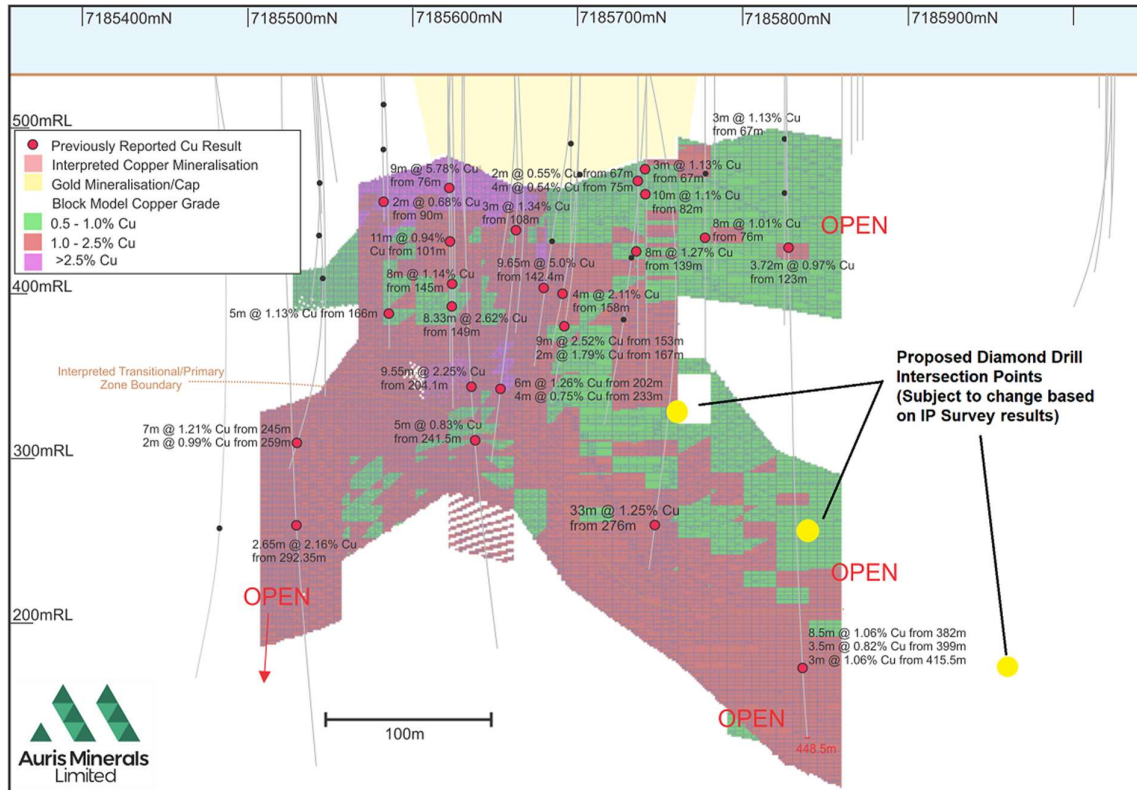 7185400mN
7185500mN
7185600mN
7185700mN
7185800mN
7185900mN
500mRL
400mRL
300mRL
200mRL
Previously Reported Cu Result
Interpreted Copper Mineralisation
Gold Mineralisation/Cap
Block Model Copper Grade
0.5 - 1.0% Cu
1.0 - 2.5% Cu
>2.5% Cu
3m @ 1.13% Cu
from 67m
9m @ 5.78% Cu
from 76m
2m @ 0.55% Cu from 67m
4m @ 0.54% Cu from 75m
3m @ 1.13% Cu
from 67m
2m @ 0.68% Cu
from 90m
3m @ 1.34% Cu
from 108m
10m @ 1.1% Cu
from 82m
8m @ 1.01% Cu
from 76m
OPEN
11m @ 0.94%
Cu from 101m
8m @ 1.27% Cu
from 139m
3.72m @ 0.97% Cu
from 123m
8m @ 1.14% Cu
from 145m
9.65m @ 5.0% Cu
from 142.4m
4m @ 2.11% Cu
from 158m
5m @ 1.13% Cu from 166m
8.33m @ 2.62% Cu
from 149m
9m @ 2.52% Cu from 153m
2m @ 1.79% Cu from 167m
Interpreted Transitional/Primary
Zone Boundary
9.55m @ 2.25% Cu
from 204.1m
6m @ 1.26% Cu from 202m
4m @ 0.75% Cu from 233m
Proposed Diamond Drill
Intersection Points
(Subject to change based
on IP Survey results)
7m @ 1.21% Cu from 245m
2m @ 0.99% Cu from 259m
5m @ 0.83% Cu
from 241.5m
33m @ 1.25% Cu
from 276m
2.65m @ 2.16% Cu
from 292.35m
OPEN
OPEN
8.5m @ 1.06% Cu from 382m
3.5m @ 0.82% Cu from 399m
3m @ 1.06% Cu from 415.5m
OPEN
448.5m
100m
Auris Minerals
Limited